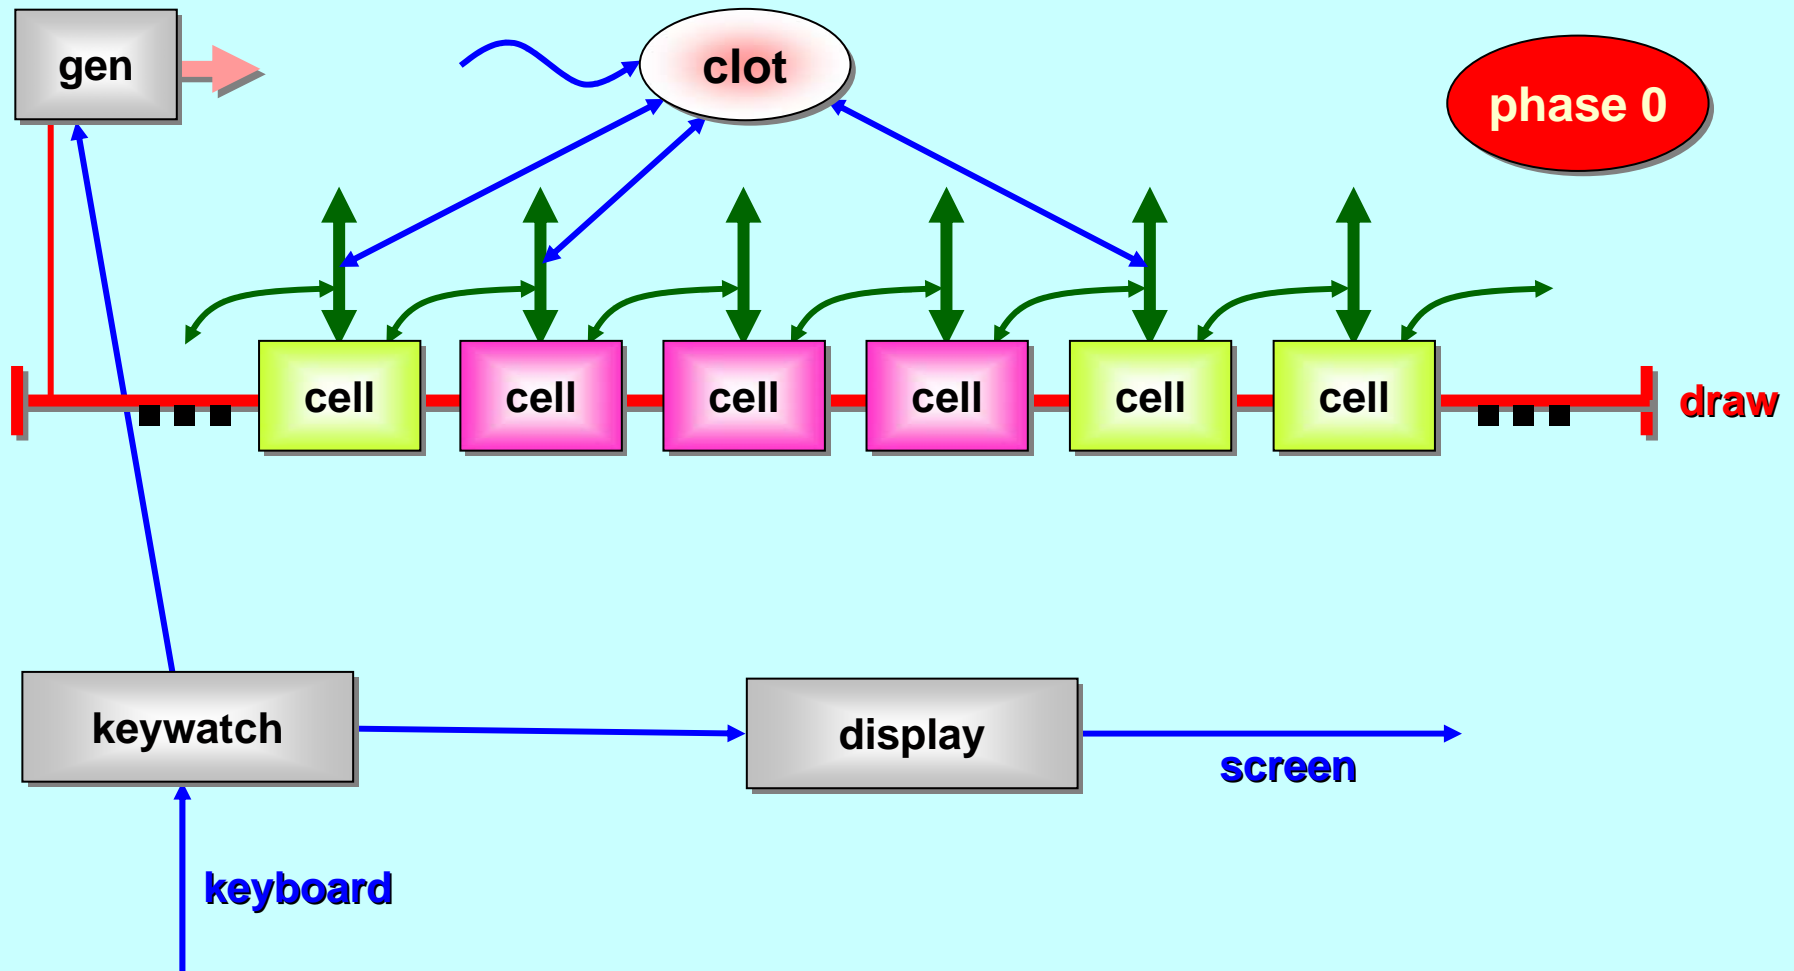 gen
clot
phase 0
cell
cell
cell
cell
cell
cell
draw
keywatch
display
screen
keyboard